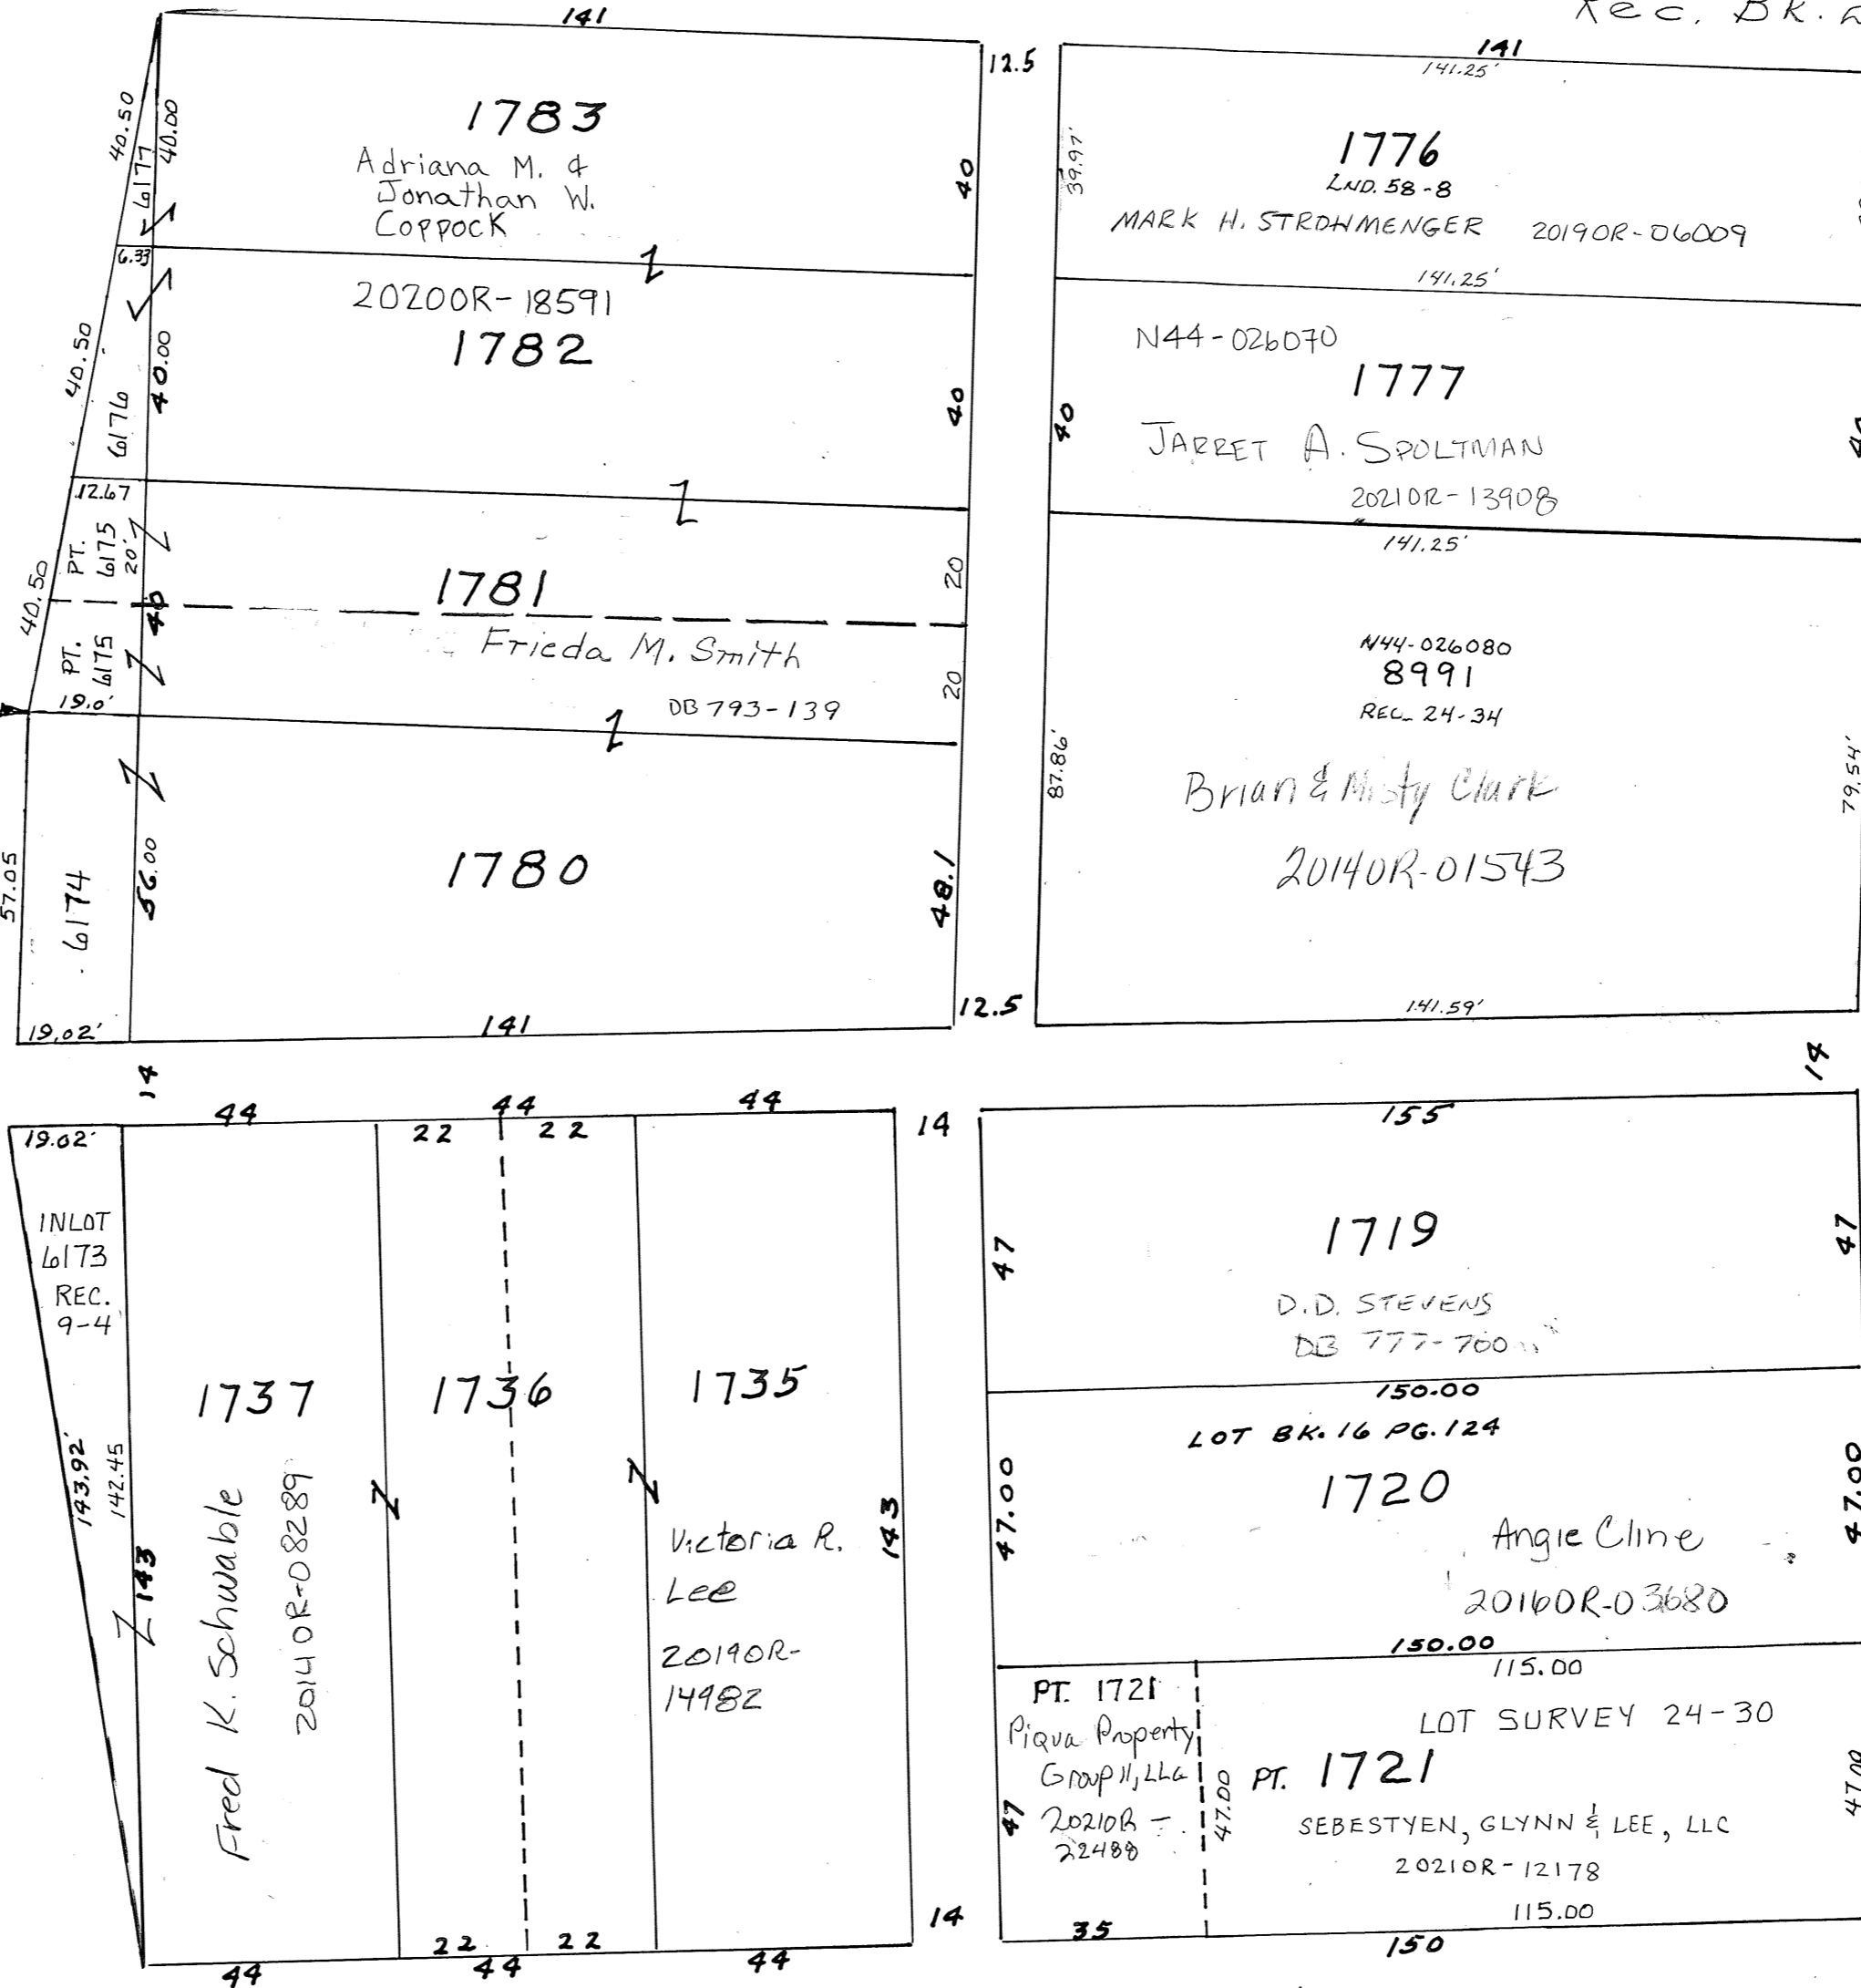 Rec. BK.
141
12.5
40.50
6177
40.00
1783
Adriana M. &
Jonathan W.
Coppock
40
6.33
20200R-18591
1782
40.50
6176
40.00
40
12.67
PT.
6175
20'
40.50
1781
20
40
PT.
6175
Frieda M. Smith
20
19.0'
DB 793-139
57.05
6174
56.00
1780
48.1
19.02'
141
12.5
141
141.25'
39.97'
1776
LND. 58-8
MARK H. STROHMENGER 20190R-06009
141.25'
N44-026070
1777
40
JARRET A. SPOLTMAN
20210R-13908
40
141.25'
N44-026080
8991
REC. 24-34
87.86'
79.54'
Brian & Misty Clark
20140R-01543
141.59'
14
14
44
44
44
14
19.02'
22
22
INLOT
6173
REC.
9-4
143.92'
142.45
143
1737
Fred K. Schwable
20140R-08289
1736
1735
Victoria R.
Lee
20190R-
14982
143
22
22
44
44
44
14
155
47
1719
47
D.D. STEVENS
DB 777-700
150.00
LOT BK. 16 PG. 124
47.00
1720
47.00
Angie Cline
20160R-03680
150.00
115.00
PT. 1721
Piqua Property
Group II, LLC
20210R-
22488
47
47.00
LOT SURVEY 24-30
PT. 1721
47.00
SEBESTYEN, GLYNN & LEE, LLC
20210R-12178
115.00
35
150